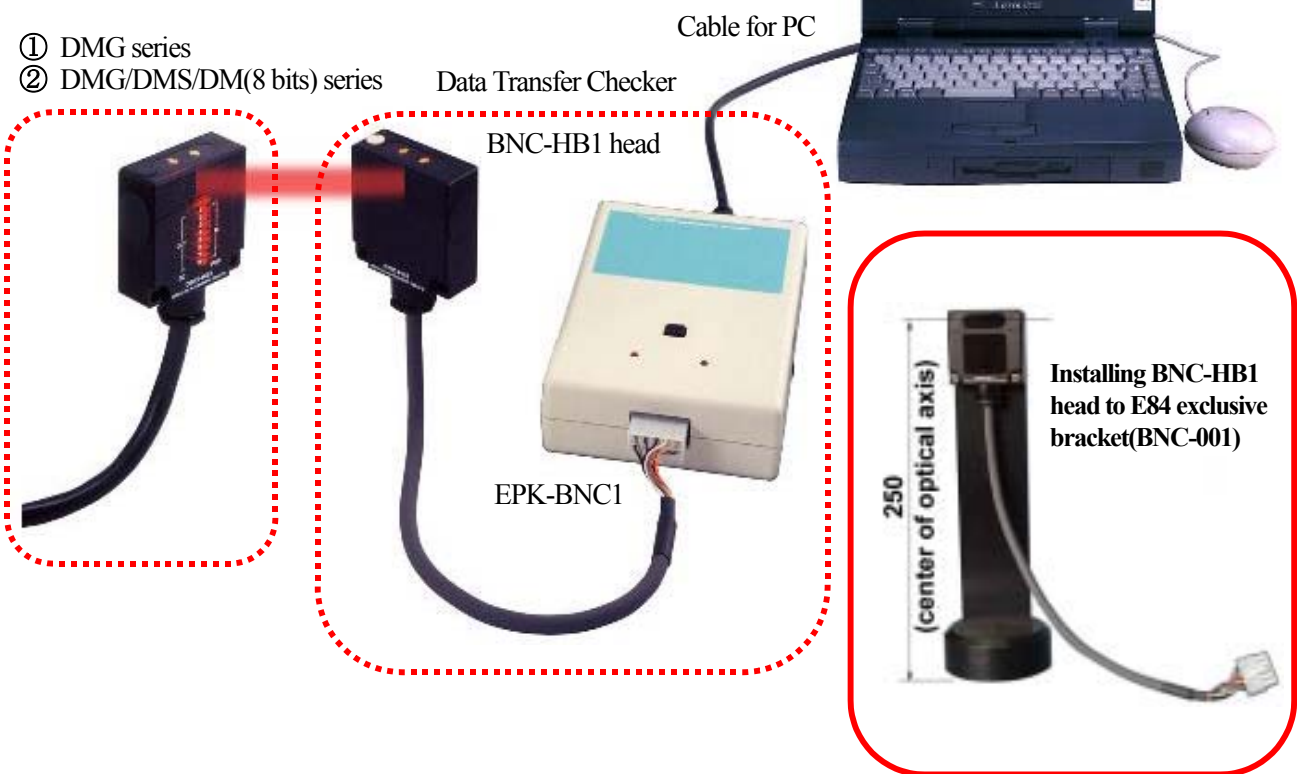 ① DMG series
② DMG/DMS/DM(8 bits) series
Data Transfer Checker
BNC-HB1 head
EPK-BNC1
Cable for PC
Installing BNC-HB1
head to E84 exclusive
bracket(BNC-001)
250
(center of optical axis)